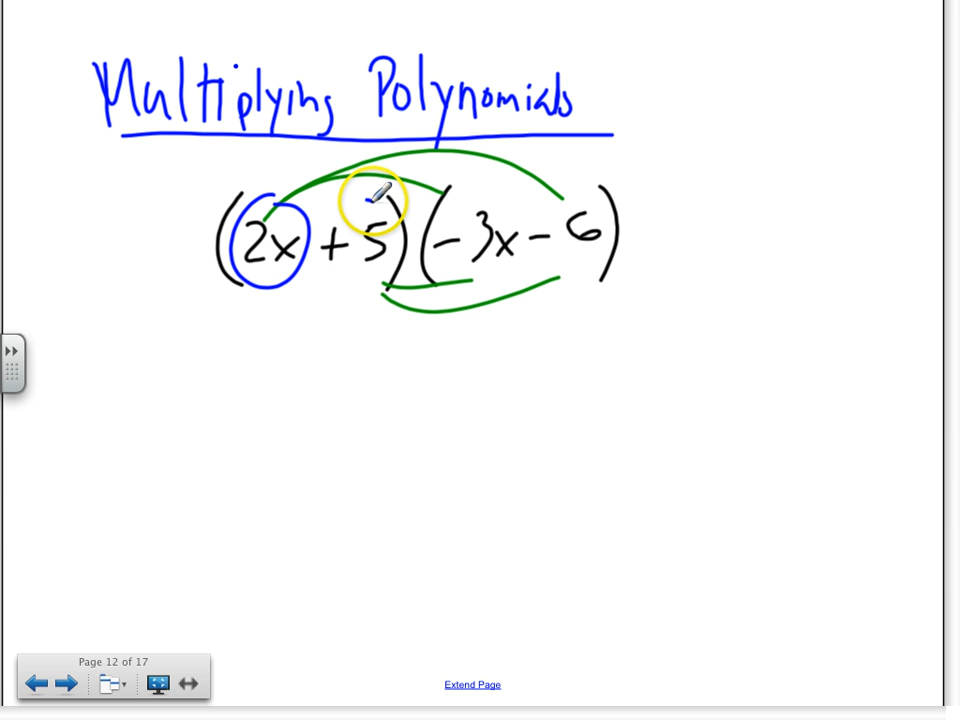 Multiplying Polynomials
(2x + 5)(-3x - 6)
Page 12 of 17
Extend Page